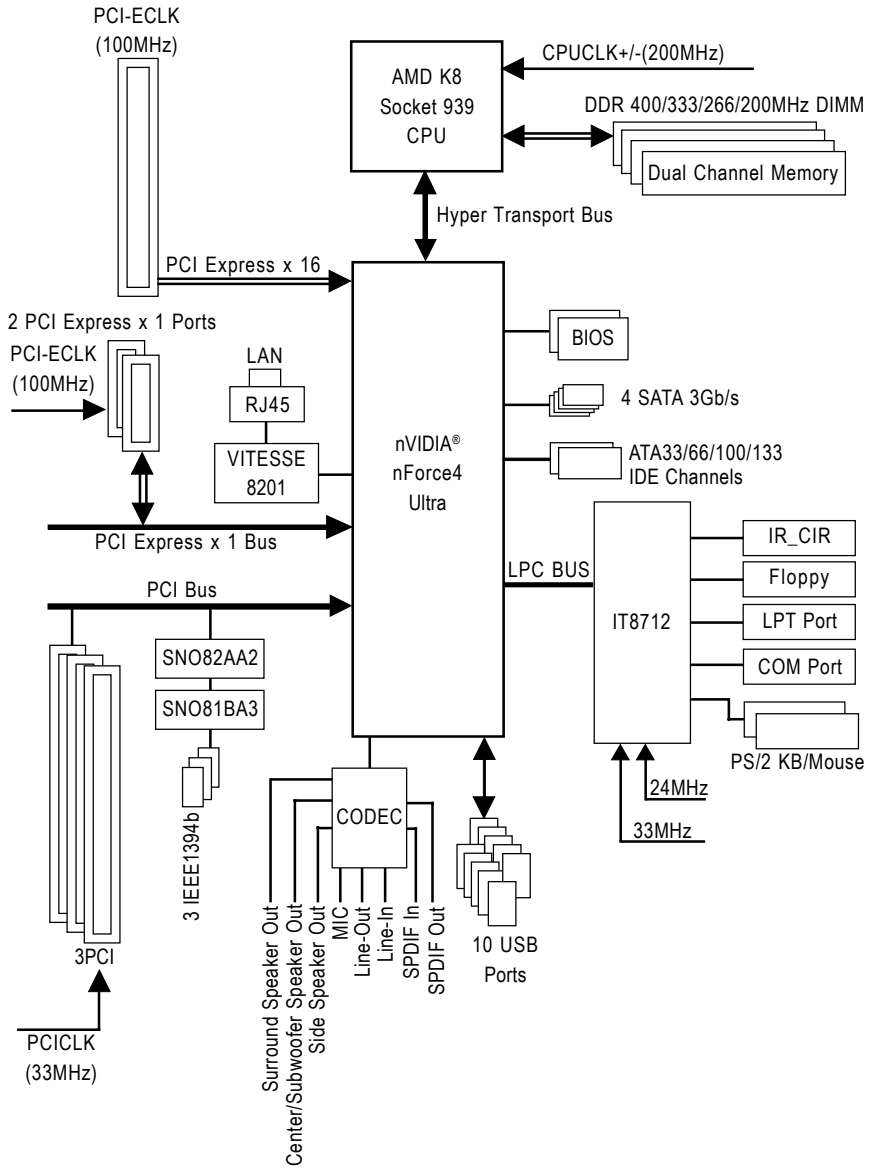 PCI-ECLK
(100MHz)
AMD K8
Socket 939
CPU
CPUCLK+/-(200MHz)
DDR 400/333/266/200MHz DIMM
Dual Channel Memory
Hyper Transport Bus
PCI Express x 16
2 PCI Express x 1 Ports
PCI-ECLK
(100MHz)
LAN
RJ45
VITESSE
8201
nVIDIA®
nForce4
Ultra
BIOS
4 SATA 3Gb/s
ATA33/66/100/133
IDE Channels
PCI Express x 1 Bus
LPC BUS
IT8712
IR_CIR
Floppy
LPT Port
COM Port
PS/2 KB/Mouse
24MHz
33MHz
PCI Bus
SNO82AA2
SNO81BA3
3 IEEE1394b
3PCI
PCICLK
(33MHz)
CODEC
Surround Speaker Out
Center/Subwoofer Speaker Out
Side Speaker Out
MIC
Line-Out
Line-In
SPDIF In
SPDIF Out
10 USB
Ports